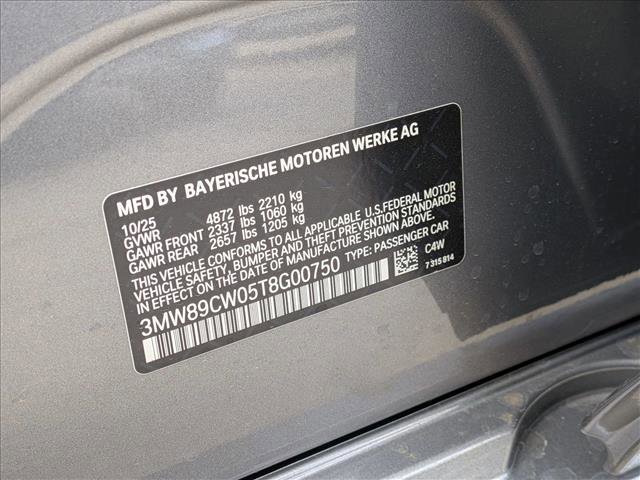 MFD BY BAYERISCHE MOTOREN WERKE AG
10/25
GVWR 4872 lbs 2210 kg
GAWR FRONT 2337 lbs 1060 kg
GAWR REAR 2657 lbs 1205 kg
THIS VEHICLE CONFORMS TO ALL APPLICABLE U.S.FEDERAL MOTOR
VEHICLE SAFETY, BUMPER, AND THEFT PREVENTION STANDARDS
IN EFFECT ON THE DATE OF MANUFACTURE SHOWN ABOVE.
3MW89CW05T8G00750 TYPE: PASSENGER CAR
C4W
7 315 814